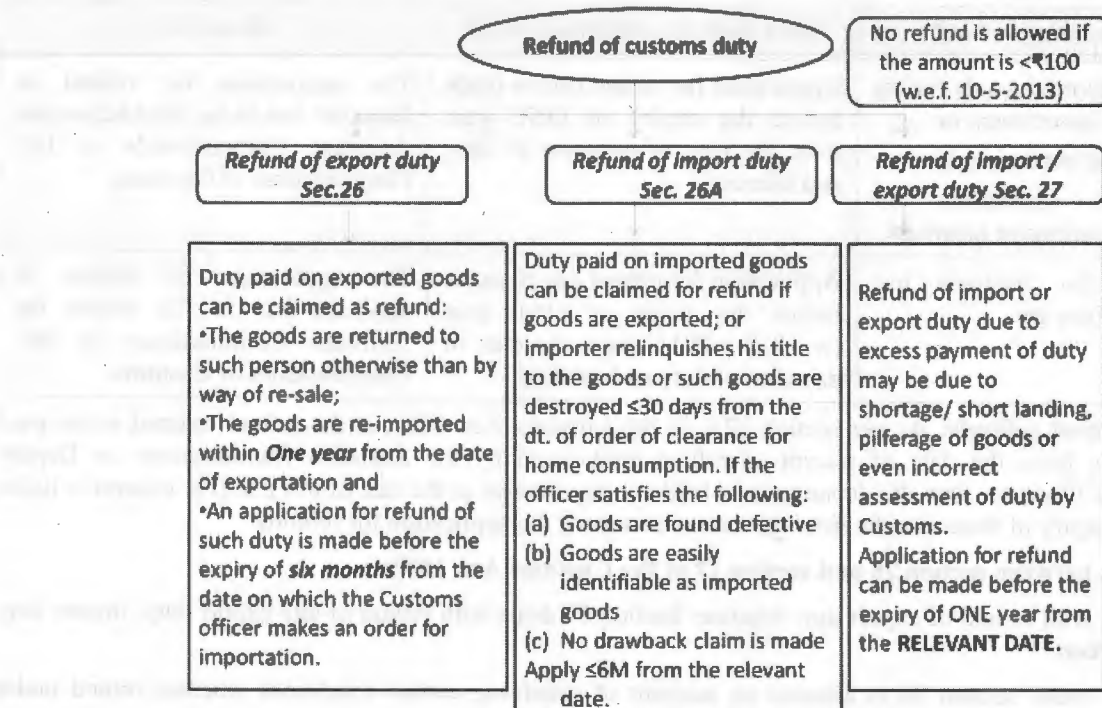 Refund of customs duty
No refund is allowed if
the amount is <₹100
(w.e.f. 10-5-2013)
Refund of export duty
Sec.26
Refund of import duty
Sec. 26A
Refund of import /
export duty Sec. 27
Duty paid on exported goods
can be claimed as refund:
•The goods are returned to
such person otherwise than by
way of re-sale;
•The goods are re-imported
within One year from the date
of exportation and
•An application for refund of
such duty is made before the
expiry of six months from the
date on which the Customs
officer makes an order for
importation.
Duty paid on imported goods
can be claimed for refund if
goods are exported; or
importer relinquishes his title
to the goods or such goods are
destroyed ≤30 days from the
dt. of order of clearance for
home consumption. If the
officer satisfies the following:
(a) Goods are found defective
(b) Goods are easily
identifiable as imported
goods
(c) No drawback claim is made
Apply ≤6M from the relevant
date.
Refund of import or
export duty due to
excess payment of duty
may be due to
shortage/ short landing,
pilferage of goods or
even incorrect
assessment of duty by
Customs.
Application for refund
can be made before the
expiry of ONE year from
the RELEVANT DATE.